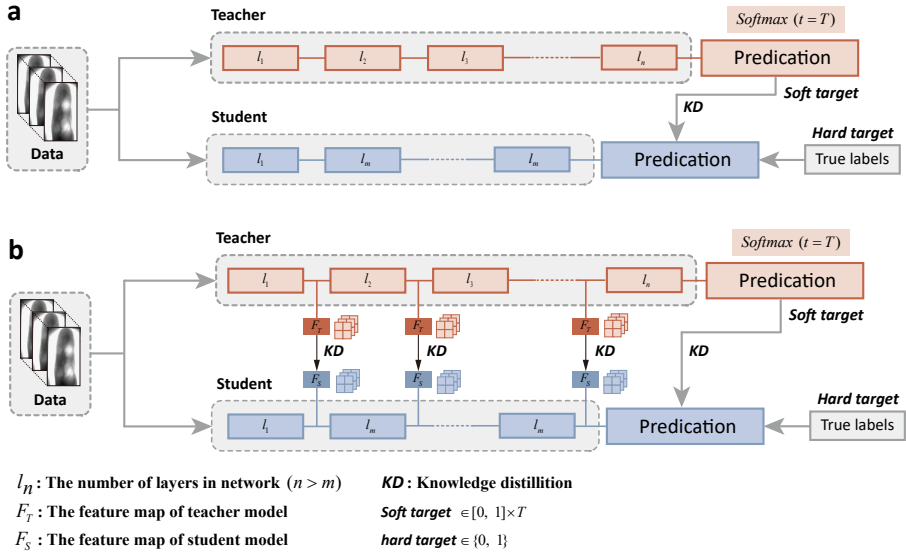 a
Teacher
Softmax (t = T)
l1 l2 l3 ln
Predication
Soft target
KD
Data
Student
Hard target
l1 lm lm
Predication
True labels
b
Teacher
Softmax (t = T)
l1 l2 l3 ln
Predication
Soft target
FT FT FT
KD KD KD KD
FS FS FS
Data
Student
Hard target
l1 lm lm
Predication
True labels
ln : The number of layers in network (n > m)
KD : Knowledge distillition
FT : The feature map of teacher model
Soft target ∈ [0, 1]×T
FS : The feature map of student model
hard target ∈ {0, 1}